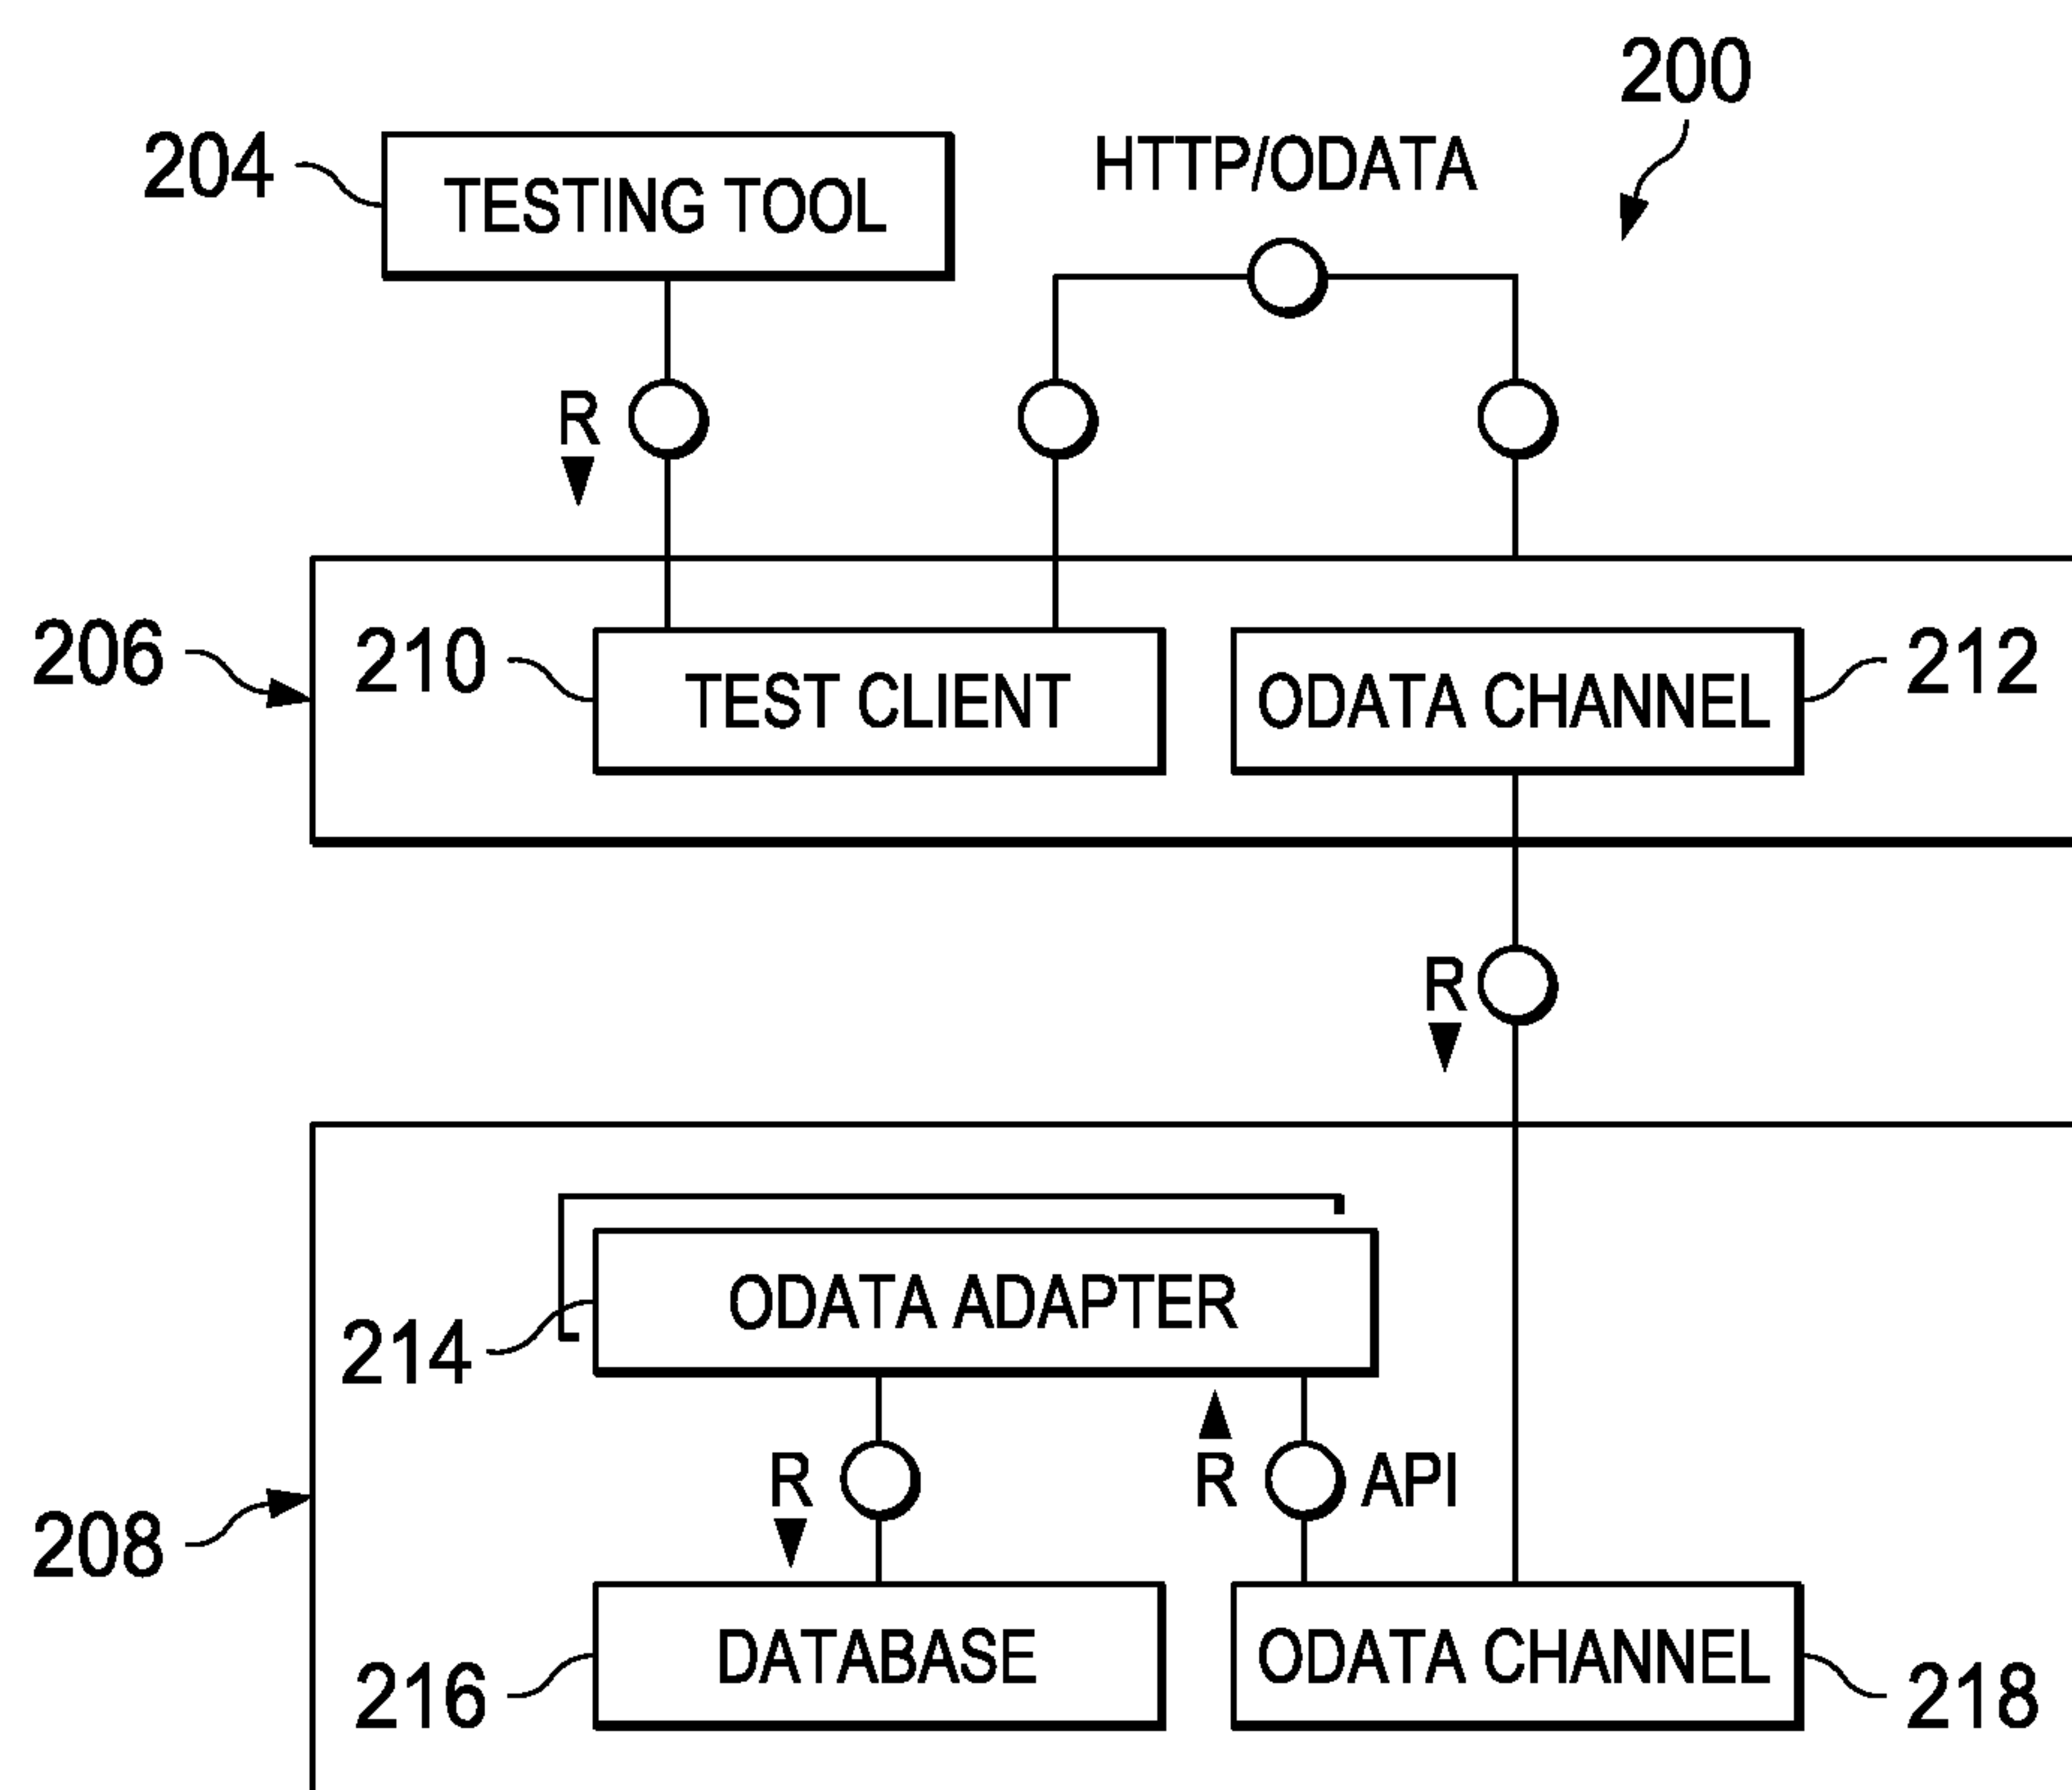 200
204
TESTING TOOL
HTTP/ODATA
R
206
210
TEST CLIENT
ODATA CHANNEL
212
R
ODATA ADAPTER
214
R
R
API
208
DATABASE
ODATA CHANNEL
216
218